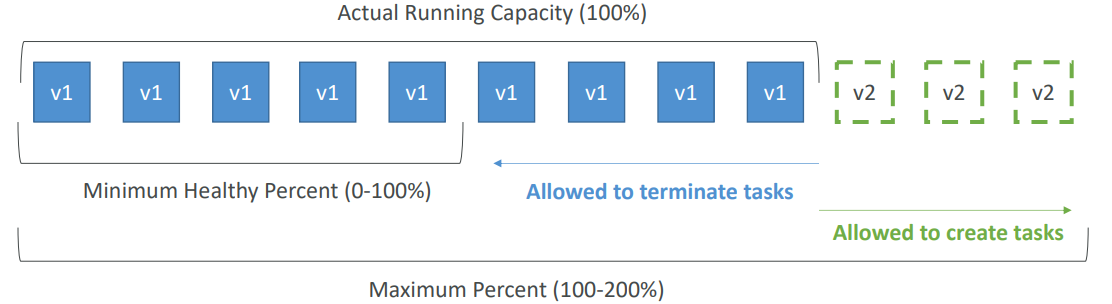 Actual Running Capacity (100%)
v1 v1 v1 v1 v1 v1 v1 v1 v1 v2 v2 v2
Minimum Healthy Percent (0-100%) Allowed to terminate tasks
Allowed to create tasks
Maximum Percent (100-200%)